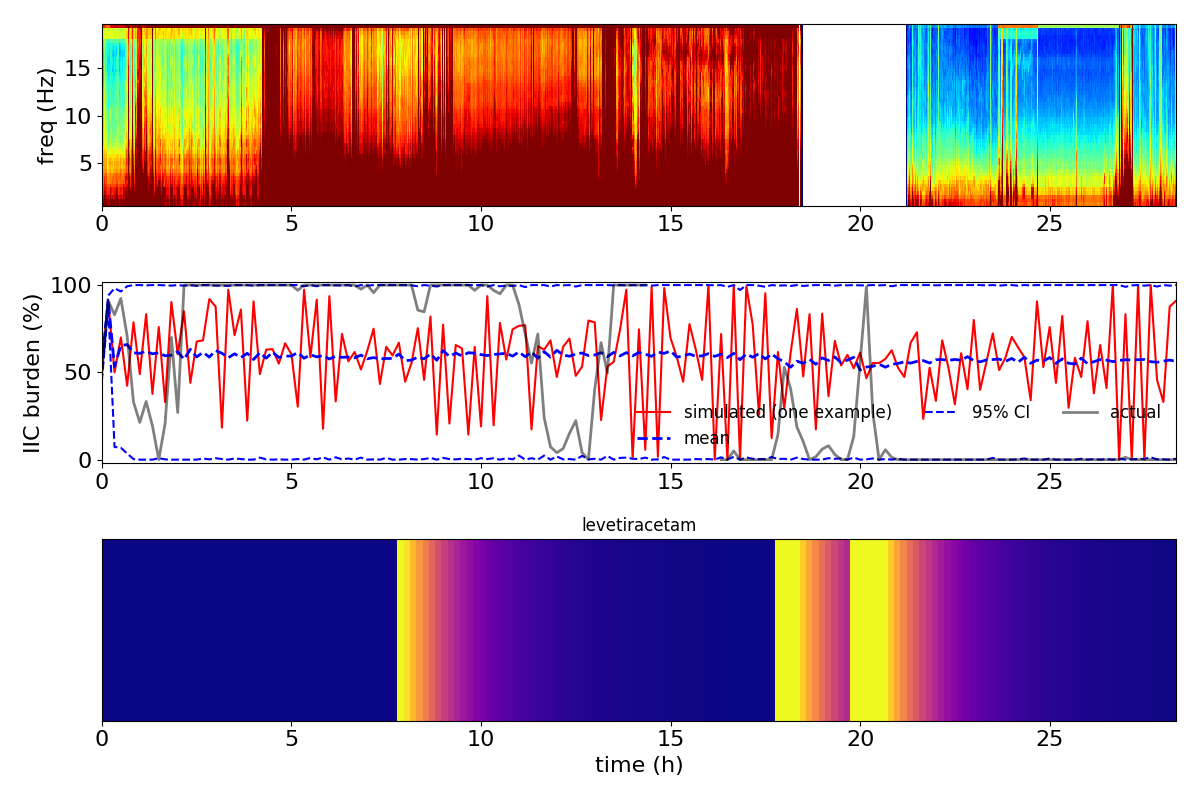 freq (Hz)
15
10
5
0 5 10 15 20 25
IIC burden (%)
100
50
0
simulated (one example) 95% CI actual
mean
0 5 10 15 20 25
levetiracetam
0 5 10 15 20 25
time (h)